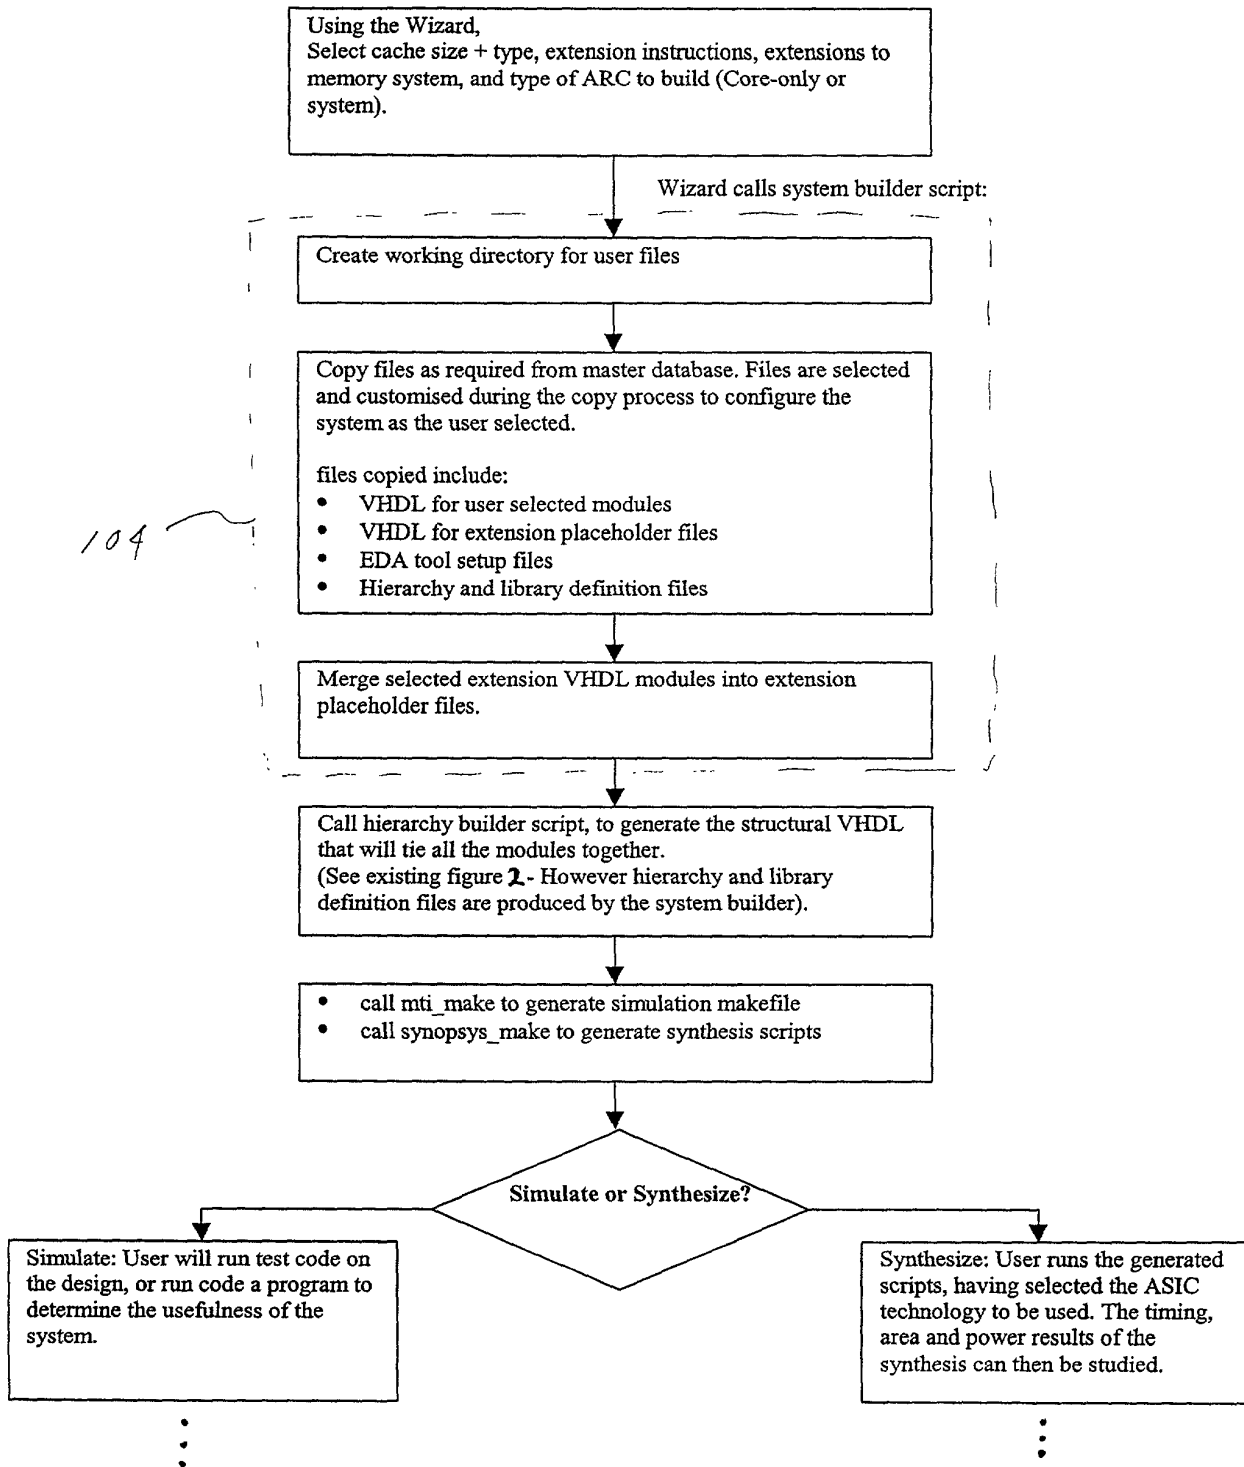 Using the Wizard,
Select cache size + type, extension instructions, extensions to
memory system, and type of ARC to build (Core-only or
system).
Wizard calls system builder script:
Create working directory for user files
Copy files as required from master database. Files are selected
and customised during the copy process to configure the
system as the user selected.
files copied include:
• VHDL for user selected modules
• VHDL for extension placeholder files
• EDA tool setup files
• Hierarchy and library definition files
104
Merge selected extension VHDL modules into extension
placeholder files.
Call hierarchy builder script, to generate the structural VHDL
that will tie all the modules together.
(See existing figure 2 - However hierarchy and library
definition files are produced by the system builder).
• call mti_make to generate simulation makefile
• call synopsys_make to generate synthesis scripts
Simulate or Synthesize?
Simulate: User will run test code on
the design, or run code a program to
determine the usefulness of the
system.
Synthesize: User runs the generated
scripts, having selected the ASIC
technology to be used. The timing,
area and power results of the
synthesis can then be studied.